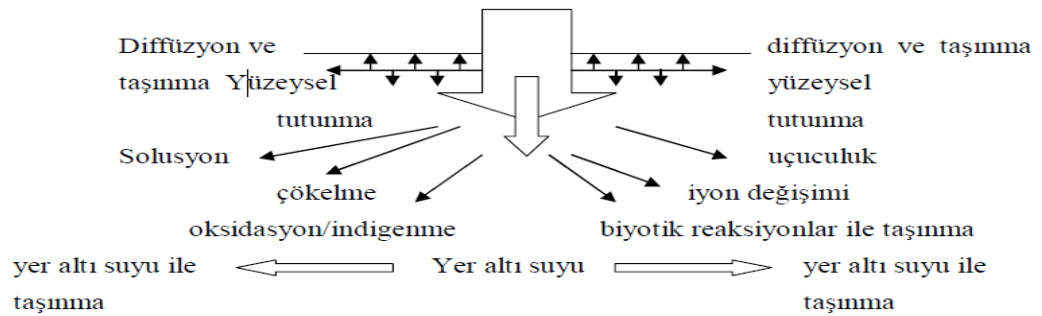 Diffüzyon ve
diffüzyon ve taşınma
taşınma Yüzeysel
yüzeysel
tutunma
tutunma
Solusyon
uçuculuk
çökelme
iyon değişimi
oksidasyon/indigenme
biyotik reaksiyonlar ile taşınma
yer altı suyu ile
Yer altı suyu
yer altı suyu ile
taşınma
taşınma